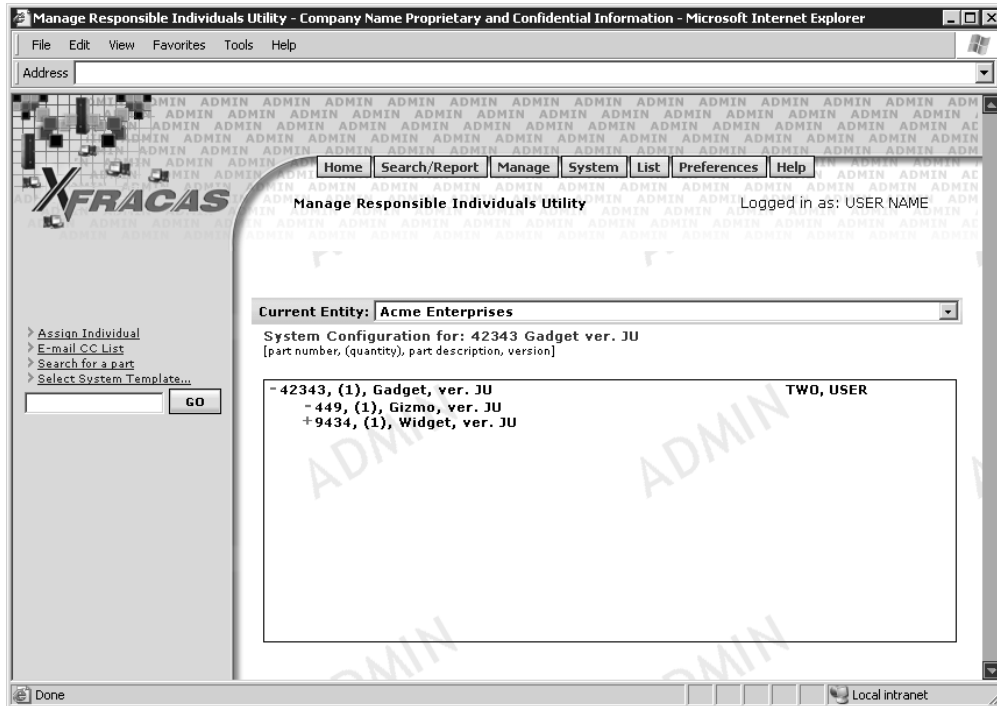 Manage Responsible Individuals Utility - Company Name Proprietary and Confidential Information - Microsoft Internet Explorer
File Edit View Favorites Tools Help
Address
XFRACAS
Home Search/Report Manage System List Preferences Help
Manage Responsible Individuals Utility Logged in as: USER NAME
Current Entity: Acme Enterprises
System Configuration for: 42343 Gadget ver. JU
[part number, (quantity), part description, version]
Assign Individual
E-mail CC List
Search for a part
Select System Template...
GO
-42343, (1), Gadget, ver. JU TWO, USER
-449, (1), Gizmo, ver. JU
+9434, (1), Widget, ver. JU
ADMIN ADMIN
ADMIN ADMIN
Done Local intranet